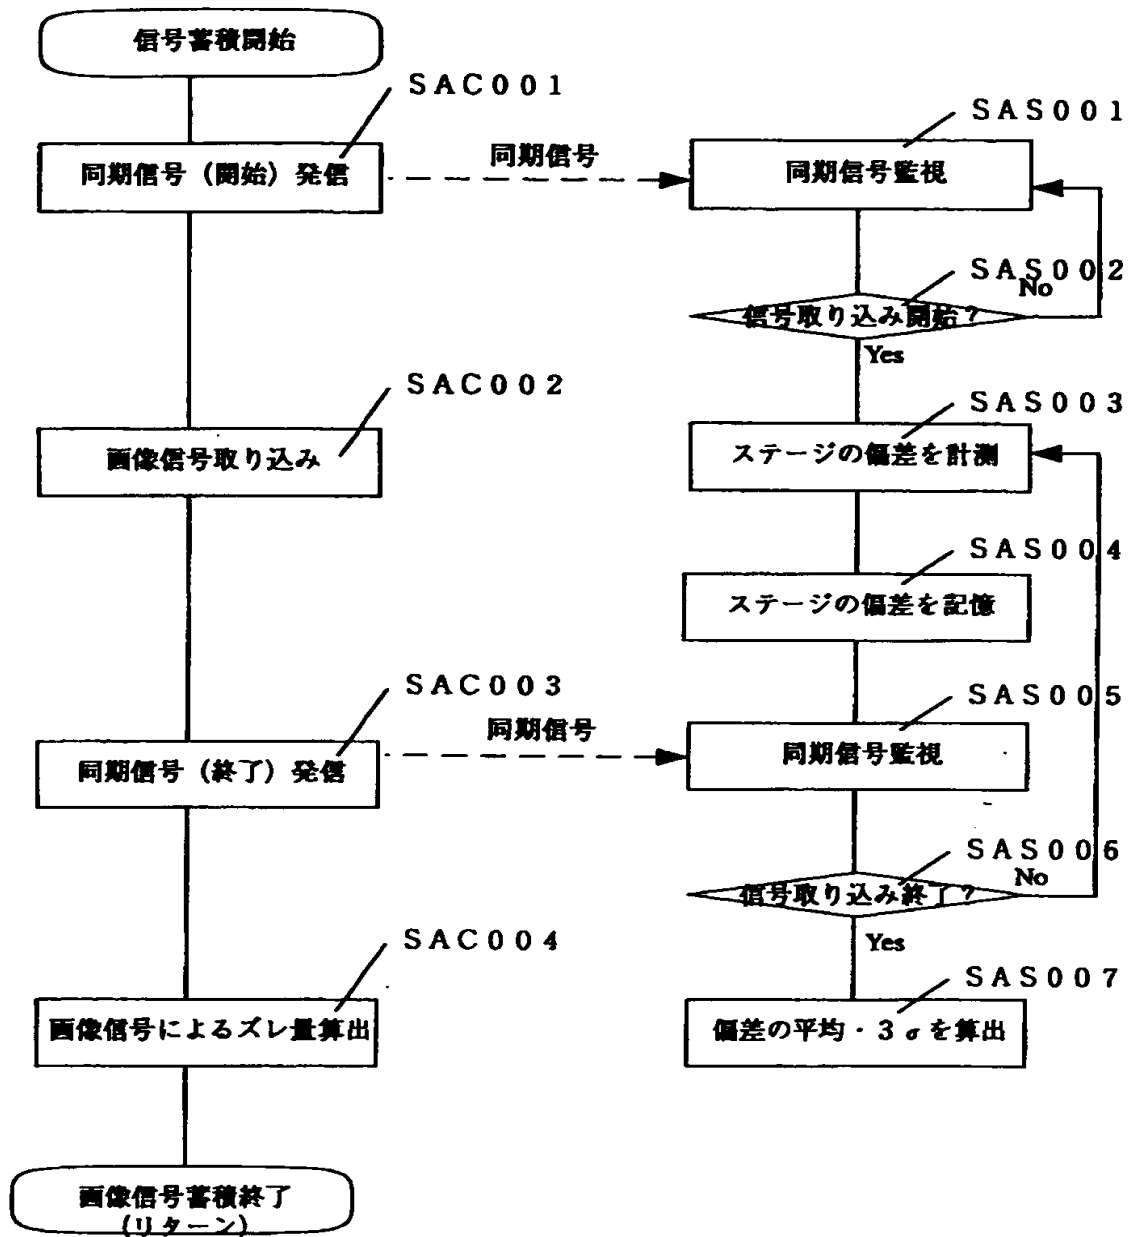 信号蓄積開始
SAC001
同期信号（開始）発信
同期信号
SAS001
同期信号監視
SAS002
No
信号取り込み開始？
Yes
SAC002
画像信号取り込み
SAS003
ステージの偏差を計測
SAS004
ステージの偏差を記憶
SAC003
同期信号（終了）発信
同期信号
SAS005
同期信号監視
SAS006
No
信号取り込み終了？
Yes
SAC004
画像信号によるズレ量算出
SAS007
偏差の平均・3σを算出
画像信号蓄積終了
（リターン）